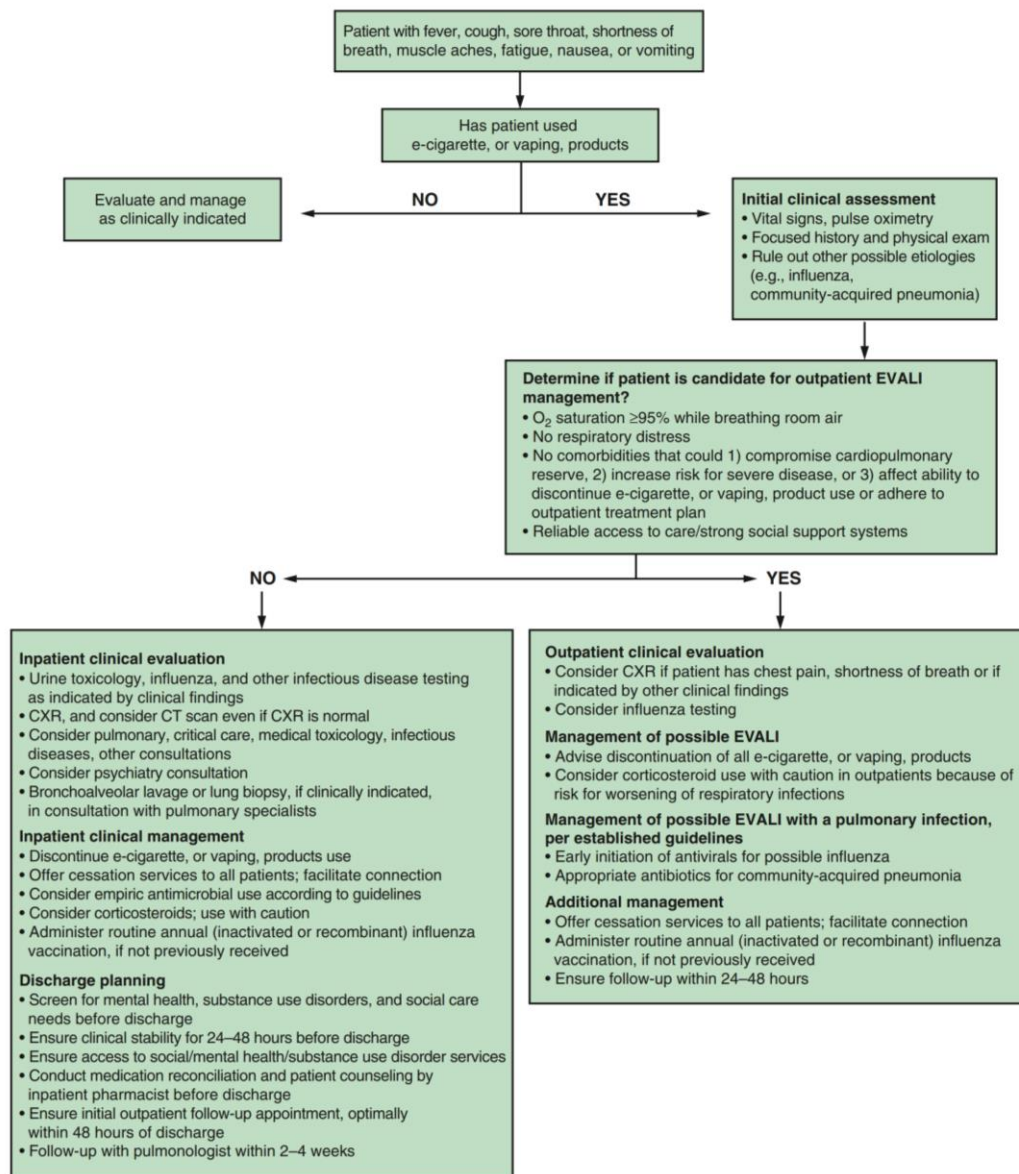 Patient with fever, cough, sore throat, shortness of
breath, muscle aches, fatigue, nausea, or vomiting
Has patient used
e-cigarette, or vaping, products
NO
YES
Evaluate and manage
as clinically indicated
Initial clinical assessment
• Vital signs, pulse oximetry
• Focused history and physical exam
• Rule out other possible etiologies
(e.g., influenza,
community-acquired pneumonia)
Determine if patient is candidate for outpatient EVALI
management?
• O₂ saturation ≥95% while breathing room air
• No respiratory distress
• No comorbidities that could 1) compromise cardiopulmonary
reserve, 2) increase risk for severe disease, or 3) affect ability to
discontinue e-cigarette, or vaping, product use or adhere to
outpatient treatment plan
• Reliable access to care/strong social support systems
NO
YES
Inpatient clinical evaluation
• Urine toxicology, influenza, and other infectious disease testing
as indicated by clinical findings
• CXR, and consider CT scan even if CXR is normal
• Consider pulmonary, critical care, medical toxicology, infectious
diseases, other consultations
• Consider psychiatry consultation
• Bronchoalveolar lavage or lung biopsy, if clinically indicated,
in consultation with pulmonary specialists
Inpatient clinical management
• Discontinue e-cigarette, or vaping, products use
• Offer cessation services to all patients; facilitate connection
• Consider empiric antimicrobial use according to guidelines
• Consider corticosteroids; use with caution
• Administer routine annual (inactivated or recombinant) influenza
vaccination, if not previously received
Discharge planning
• Screen for mental health, substance use disorders, and social care
needs before discharge
• Ensure clinical stability for 24–48 hours before discharge
• Ensure access to social/mental health/substance use disorder services
• Conduct medication reconciliation and patient counseling by
inpatient pharmacist before discharge
• Ensure initial outpatient follow-up appointment, optimally
within 48 hours of discharge
• Follow-up with pulmonologist within 2–4 weeks
Outpatient clinical evaluation
• Consider CXR if patient has chest pain, shortness of breath or if
indicated by other clinical findings
• Consider influenza testing
Management of possible EVALI
• Advise discontinuation of all e-cigarette, or vaping, products
• Consider corticosteroid use with caution in outpatients because of
risk for worsening of respiratory infections
Management of possible EVALI with a pulmonary infection,
per established guidelines
• Early initiation of antivirals for possible influenza
• Appropriate antibiotics for community-acquired pneumonia
Additional management
• Offer cessation services to all patients; facilitate connection
• Administer routine annual (inactivated or recombinant) influenza
vaccination, if not previously received
• Ensure follow-up within 24–48 hours